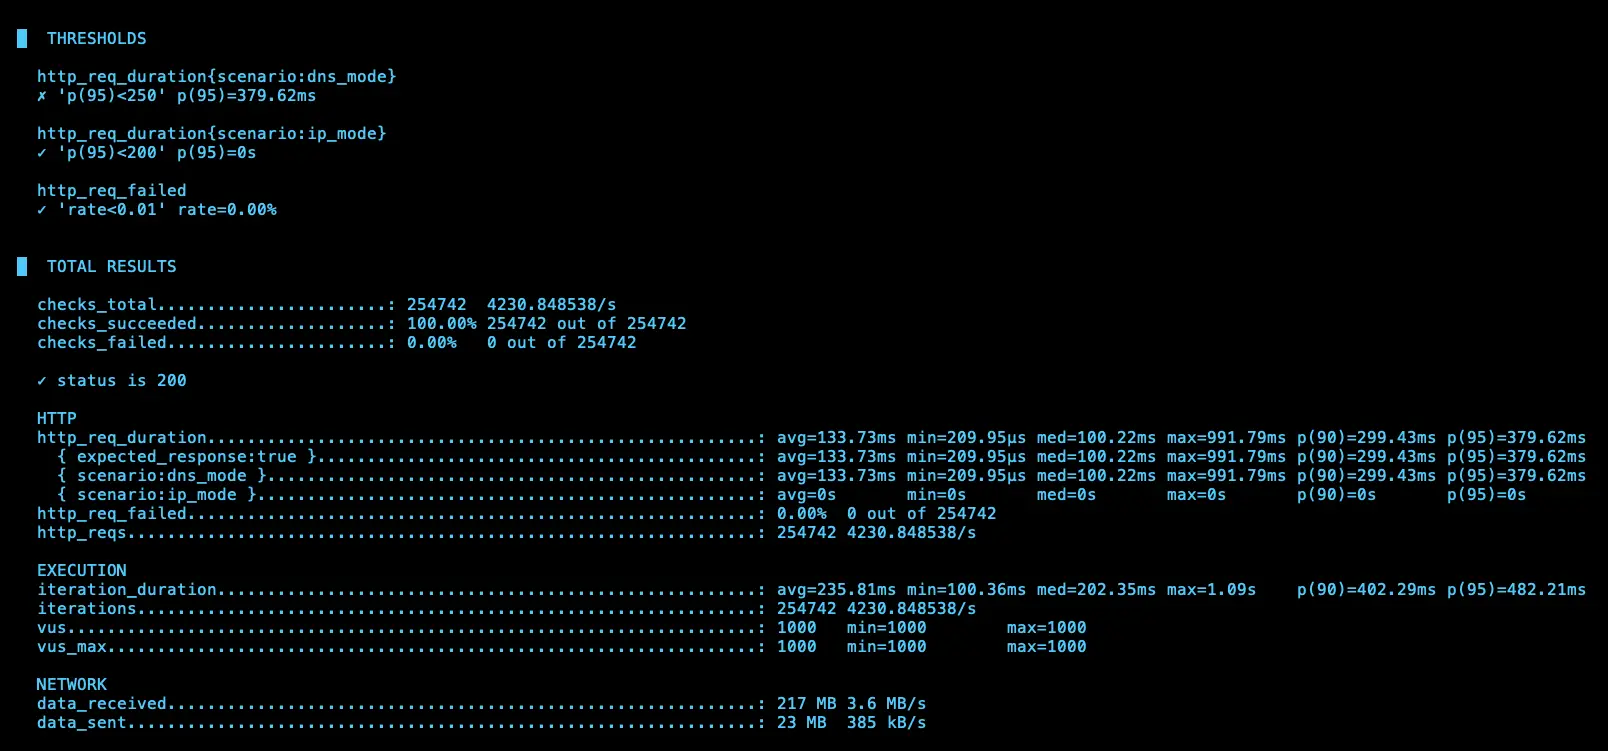 THRESHOLDS
http_req_duration{scenario:dns_mode}
✗ 'p(95)<250' p(95)=379.62ms
http_req_duration{scenario:ip_mode}
✓ 'p(95)<200' p(95)=0s
http_req_failed
✓ 'rate<0.01' rate=0.00%
TOTAL RESULTS
checks_total.......................: 254742  4230.848538/s
checks_succeeded...................: 100.00% 254742 out of 254742
checks_failed......................: 0.00%   0 out of 254742
✓ status is 200
HTTP
http_req_duration.......................................................: avg=133.73ms min=209.95µs med=100.22ms max=991.79ms p(90)=299.43ms p(95)=379.62ms
{ expected_response:true }............................................: avg=133.73ms min=209.95µs med=100.22ms max=991.79ms p(90)=299.43ms p(95)=379.62ms
{ scenario:dns_mode }.................................................: avg=133.73ms min=209.95µs med=100.22ms max=991.79ms p(90)=299.43ms p(95)=379.62ms
{ scenario:ip_mode }..................................................: avg=0s       min=0s       med=0s       max=0s       p(90)=0s       p(95)=0s
http_req_failed.........................................................: 0.00%  0 out of 254742
http_reqs...............................................................: 254742 4230.848538/s
EXECUTION
iteration_duration......................................................: avg=235.81ms min=100.36ms med=202.35ms max=1.09s    p(90)=402.29ms p(95)=482.21ms
iterations..............................................................: 254742 4230.848538/s
vus.....................................................................: 1000   min=1000        max=1000
vus_max.................................................................: 1000   min=1000        max=1000
NETWORK
data_received...........................................................: 217 MB 3.6 MB/s
data_sent...............................................................: 23 MB  385 kB/s